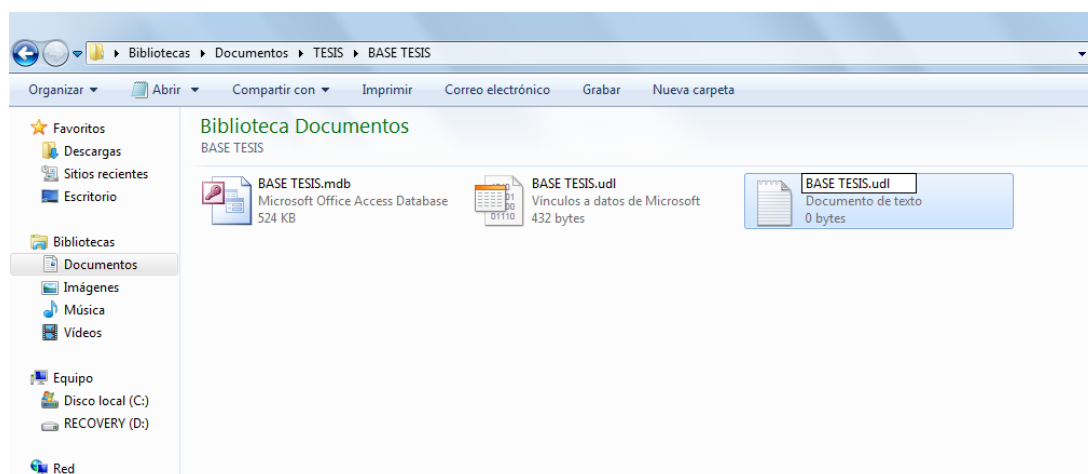 Bibliotecas Documentos TESIS BASE TESIS
Organizar Abrir Compartir con Imprimir Correo electrónico Grabar Nueva carpeta
Favoritos
Descargas
Sitios recientes
Escritorio
Bibliotecas
Documentos
Imágenes
Música
Vídeos
Equipo
Disco local (C:)
RECOVERY (D:)
Red
Biblioteca Documentos
BASE TESIS
BASE TESIS.mdb
Microsoft Office Access Database
524 KB
BASE TESIS.udl
Vínculos a datos de Microsoft
432 bytes
BASE TESIS.udl
Documento de texto
0 bytes